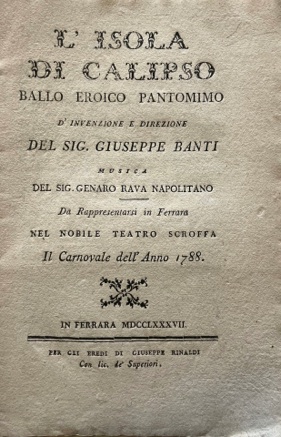 L' ISOLA
DI CALIPSO
BALLO EROICO PANTOMIMO
D' INVENZIONE E DIREZIONE
DEL SIG. GIUSEPPE BANTI
MUSICA
DEL SIG. GENARO RAVA NAPOLITANO
Da Rappresentarsi in Ferrara
NEL NOBILE TEATRO SCROFFA
Il Carnovale dell' Anno 1788.
IN FERRARA MDCCLXXXVII.
PER GLI EREDI DI GIUSEPPE RINALDI
Con lic. de' Superiori.